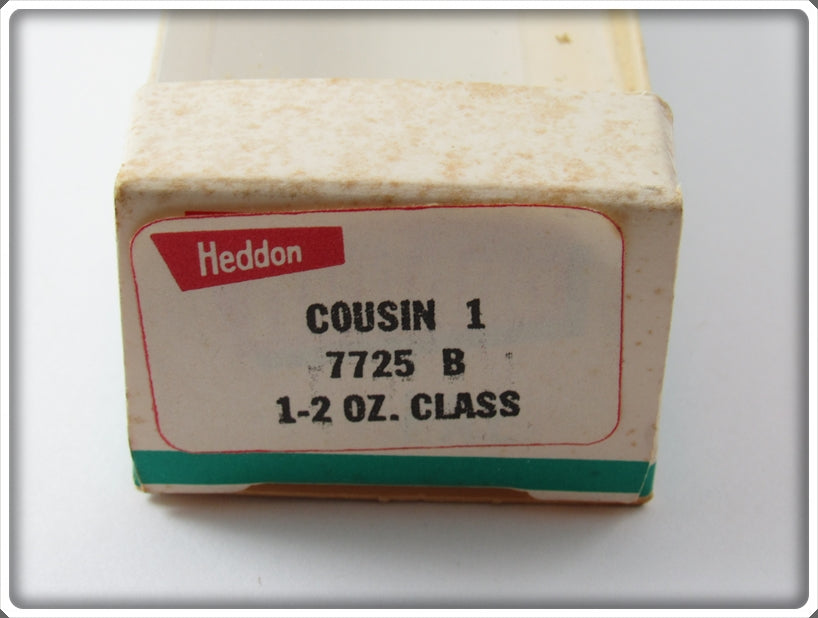 Heddon
COUSIN 1
7725 B
1-2 OZ. CLASS